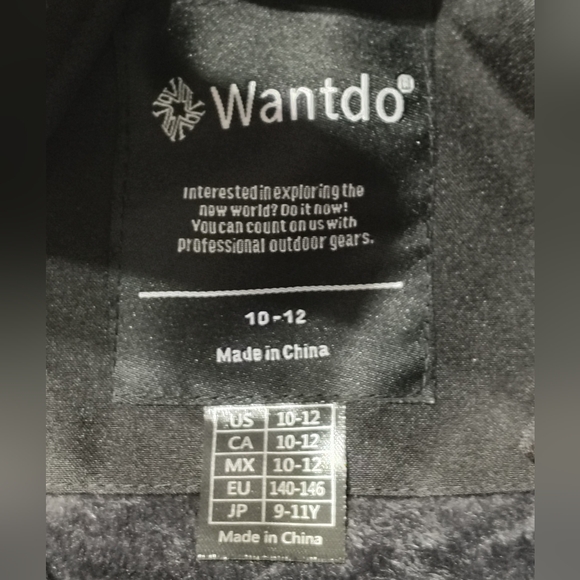 Wantdo®
Interested in exploring the
new world? Do it now!
You can count on us with
professional outdoor gears.
10-12
Made in China
US 10-12
CA 10-12
MX 10-12
EU 140-146
JP 9-11Y
Made in China